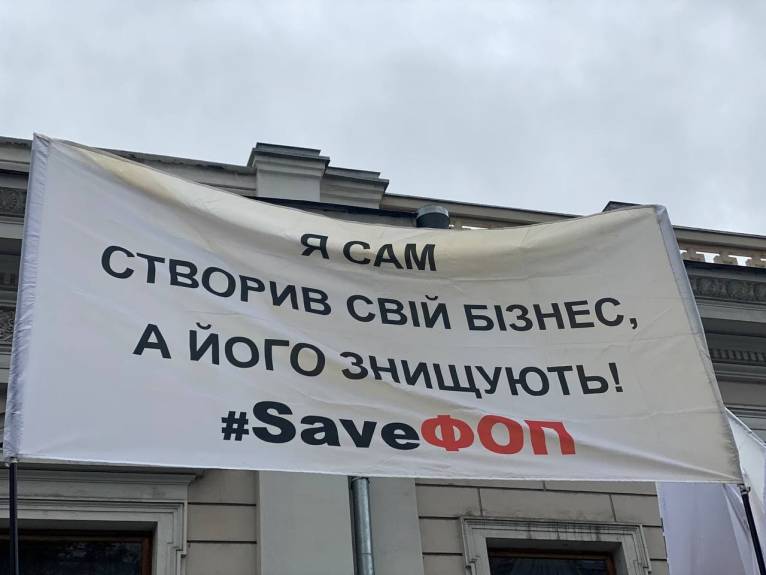 Я САМ
СТВОРИВ СВІЙ БІЗНЕС,
А ЙОГО ЗНИЩУЮТЬ!
#SaveФОП